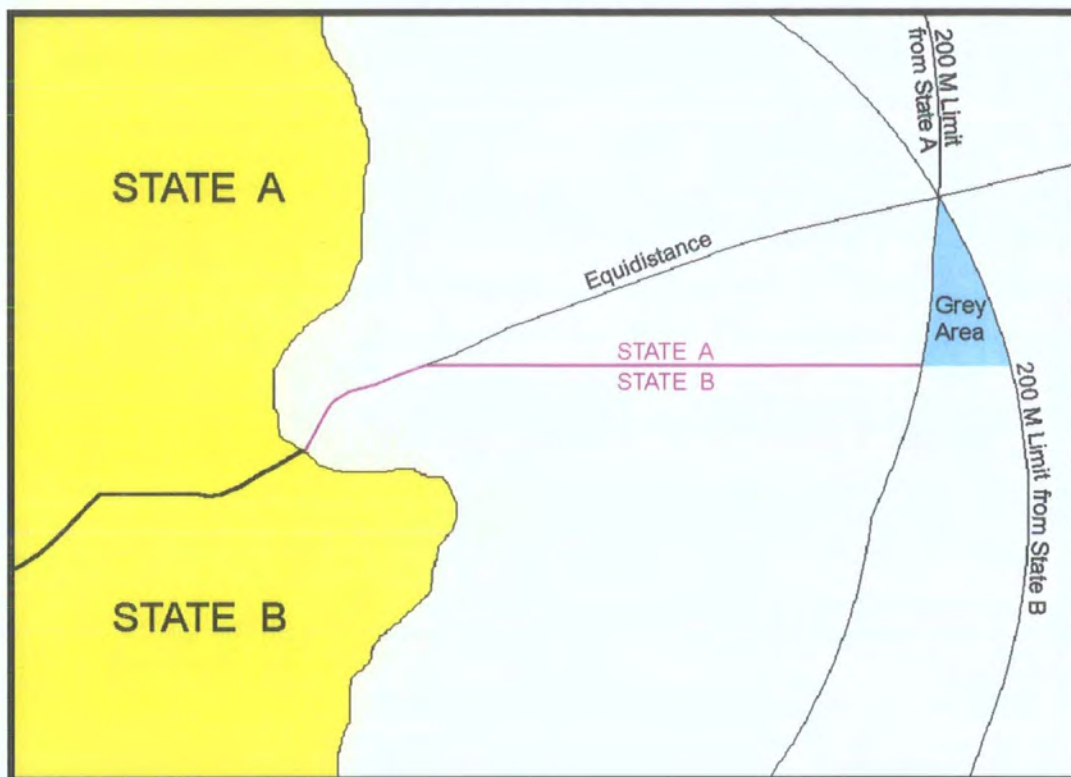 200 M Limit
from State A
STATE A
Equidistance
Grey
Area
STATE A
STATE B
200 M Limit from State B
STATE B